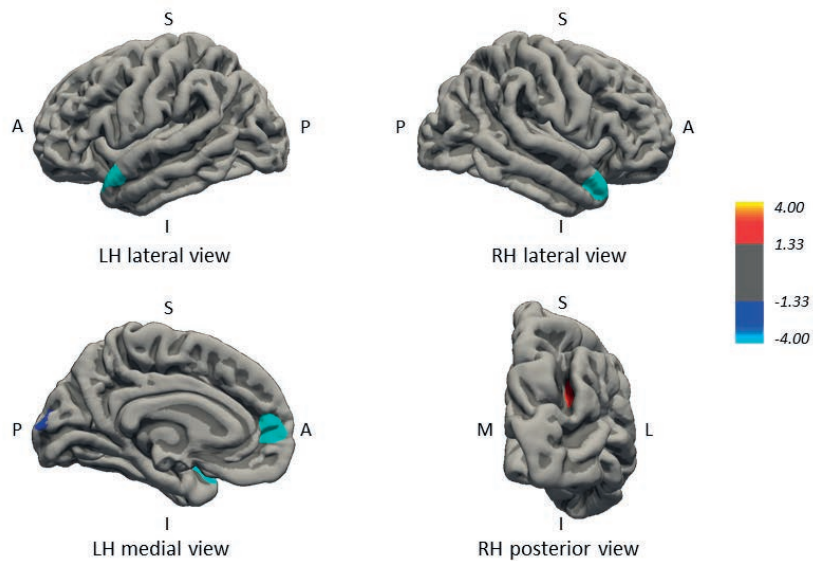 S
A
P
I
LH lateral view
S
P
A
I
RH lateral view
4.00
1.33
-1.33
-4.00
S
P
A
I
LH medial view
S
M
L
I
RH posterior view